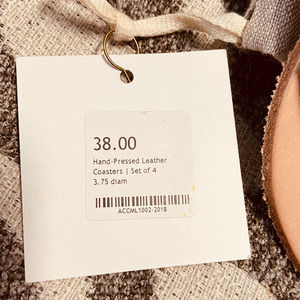 38.00
Hand-Pressed Leather
Coasters | Set of 4
3.75 diam
ACCML1002-2018